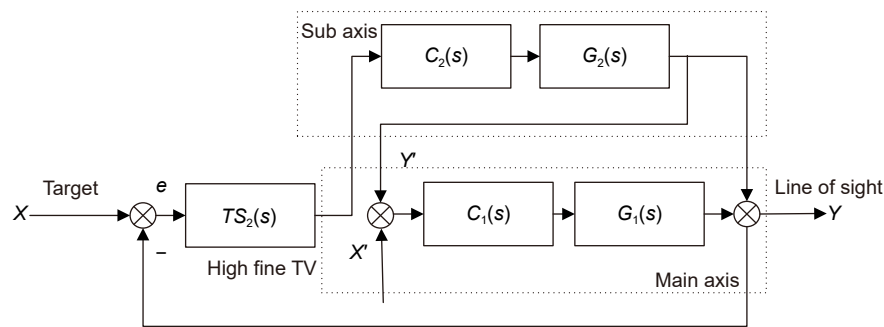 Sub axis
C₂(s)
G₂(s)
Y′
Target
e
Line of sight
X
TS₂(s)
C₁(s)
G₁(s)
Y
–
X′
High fine TV
Main axis